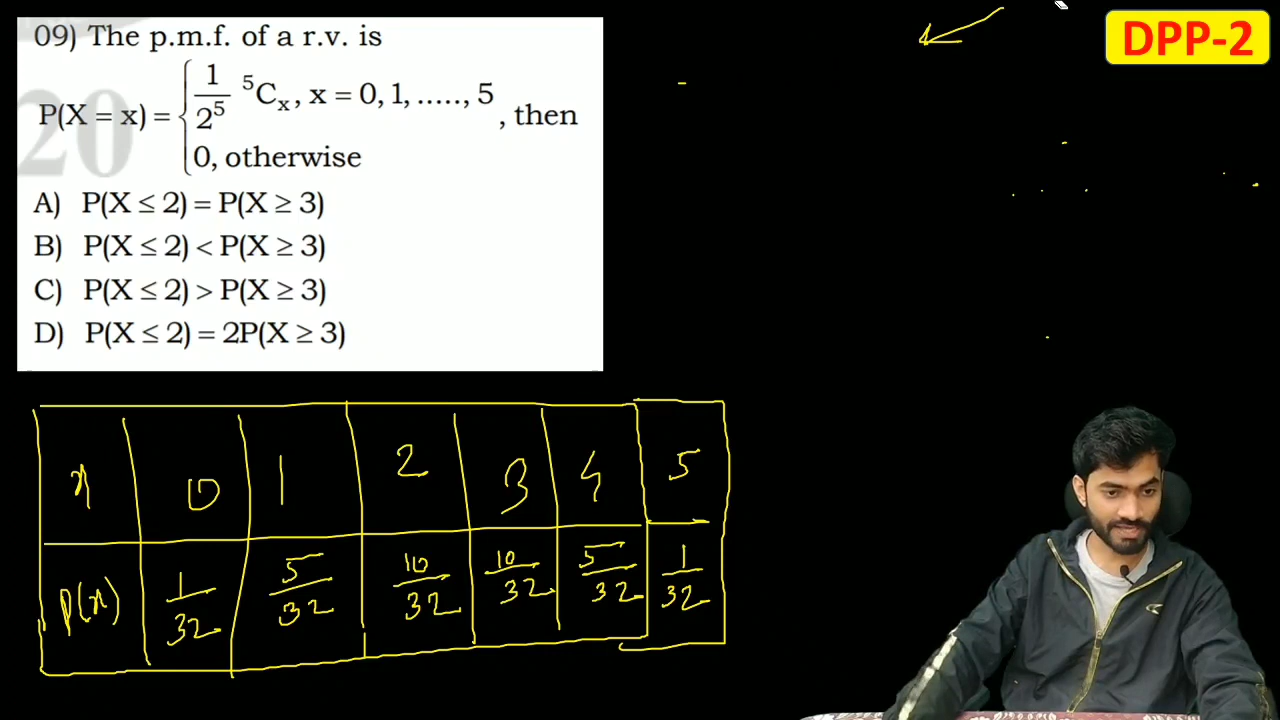 DPP-2
09) The p.m.f. of a r.v. is
P(X = x) = { 1/2⁵ ⁵Cₓ, x = 0, 1, ....., 5
0, otherwise
, then
A) P(X ≤ 2) = P(X ≥ 3)
B) P(X ≤ 2) < P(X ≥ 3)
C) P(X ≤ 2) > P(X ≥ 3)
D) P(X ≤ 2) = 2P(X ≥ 3)
x 0 1 2 3 4 5
P(x) 1/32 5/32 10/32 10/32 5/32 1/32
20